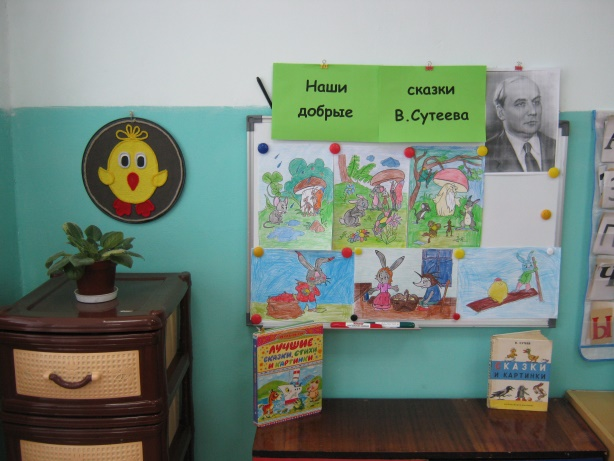 Наши
добрые
сказки
В.Сутеева
ЛУЧШИЕ
СКАЗКИ, СТИХИ
И КАРТИНКИ
СКАЗКИ
И КАРТИНКИ
А
Г
Ч
Ы